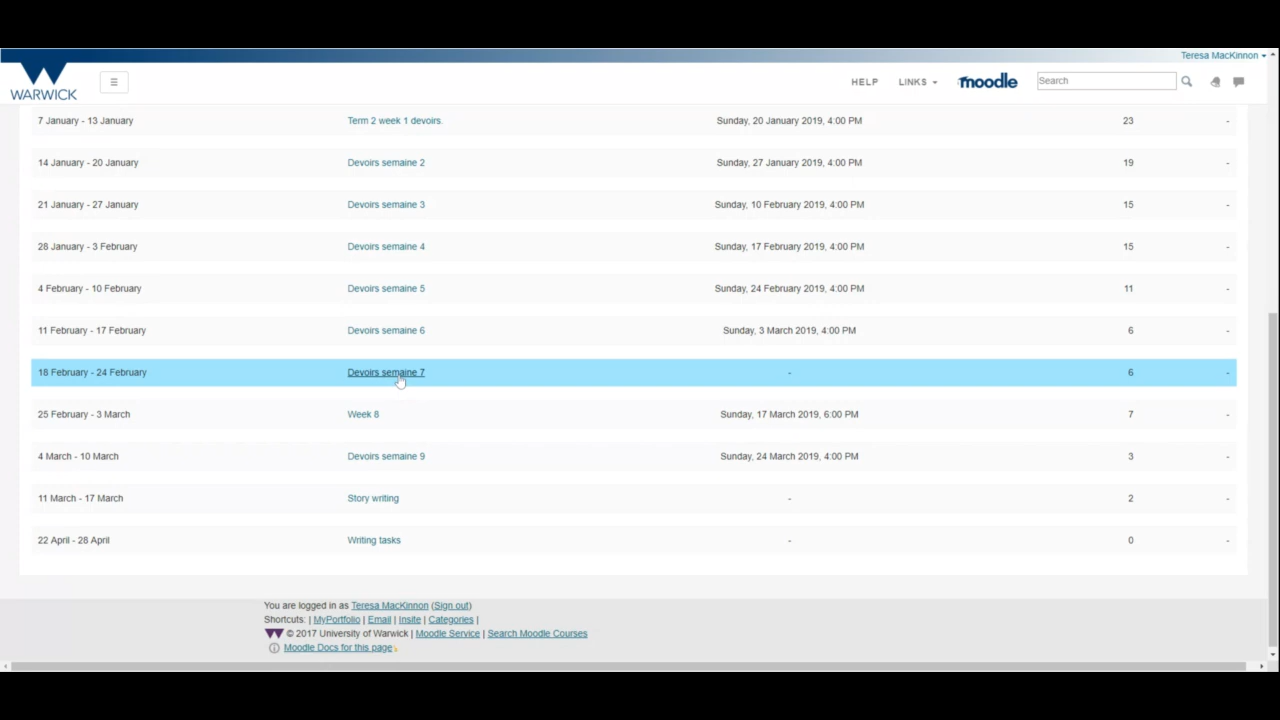 Teresa MacKinnon
WARWICK
HELP LINKS moodle Search
7 January - 13 January Term 2 week 1 devoirs. Sunday, 20 January 2019, 4:00 PM 23 -
14 January - 20 January Devoirs semaine 2 Sunday, 27 January 2019, 4:00 PM 19 -
21 January - 27 January Devoirs semaine 3 Sunday, 10 February 2019, 4:00 PM 15 -
28 January - 3 February Devoirs semaine 4 Sunday, 17 February 2019, 4:00 PM 15 -
4 February - 10 February Devoirs semaine 5 Sunday, 24 February 2019, 4:00 PM 11 -
11 February - 17 February Devoirs semaine 6 Sunday, 3 March 2019, 4:00 PM 6 -
18 February - 24 February Devoirs semaine 7 - 6 -
25 February - 3 March Week 8 Sunday, 17 March 2019, 6:00 PM 7 -
4 March - 10 March Devoirs semaine 9 Sunday, 24 March 2019, 4:00 PM 3 -
11 March - 17 March Story writing - 2 -
22 April - 28 April Writing tasks - 0 -
You are logged in as Teresa MacKinnon (Sign out)
Shortcuts: | MyPortfolio | Email | Insite | Categories |
© 2017 University of Warwick | Moodle Service | Search Moodle Courses
Moodle Docs for this page